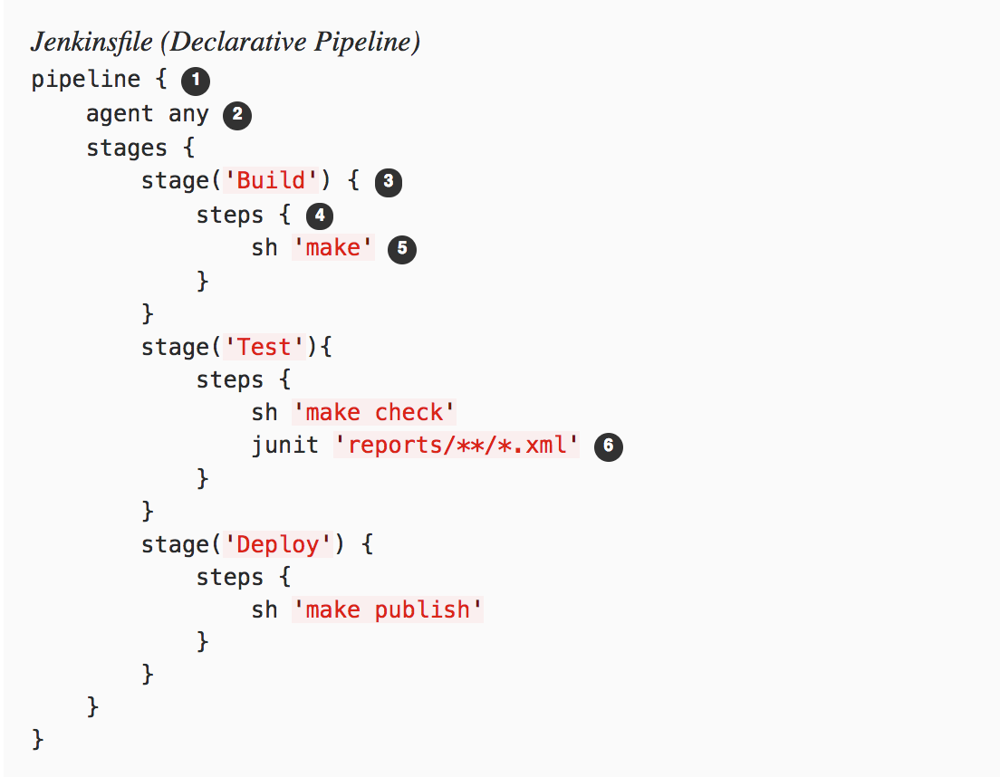 Jenkinsfile (Declarative Pipeline)
pipeline { 1
    agent any 2
    stages {
        stage('Build') { 3
            steps { 4
                sh 'make' 5
            }
        }
        stage('Test'){
            steps {
                sh 'make check'
                junit 'reports/**/*.xml' 6
            }
        }
        stage('Deploy') {
            steps {
                sh 'make publish'
            }
        }
    }
}